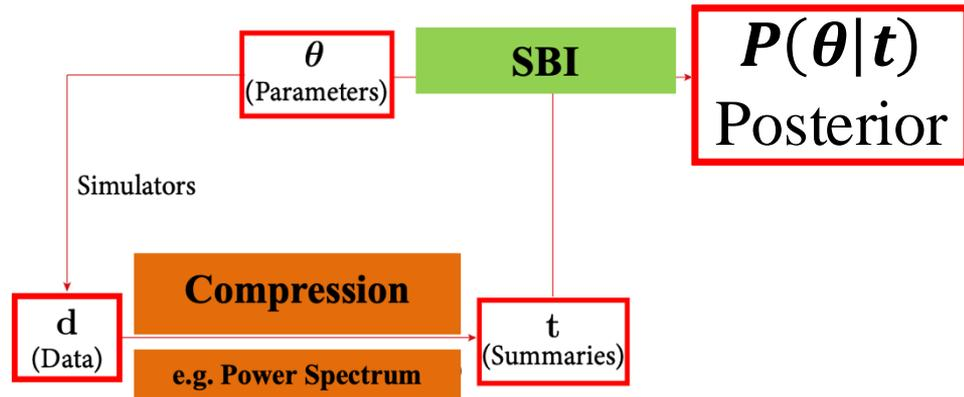 θ
(Parameters)
SBI
P(θ|t)
Posterior
Simulators
Compression
d
(Data)
t
(Summaries)
e.g. Power Spectrum